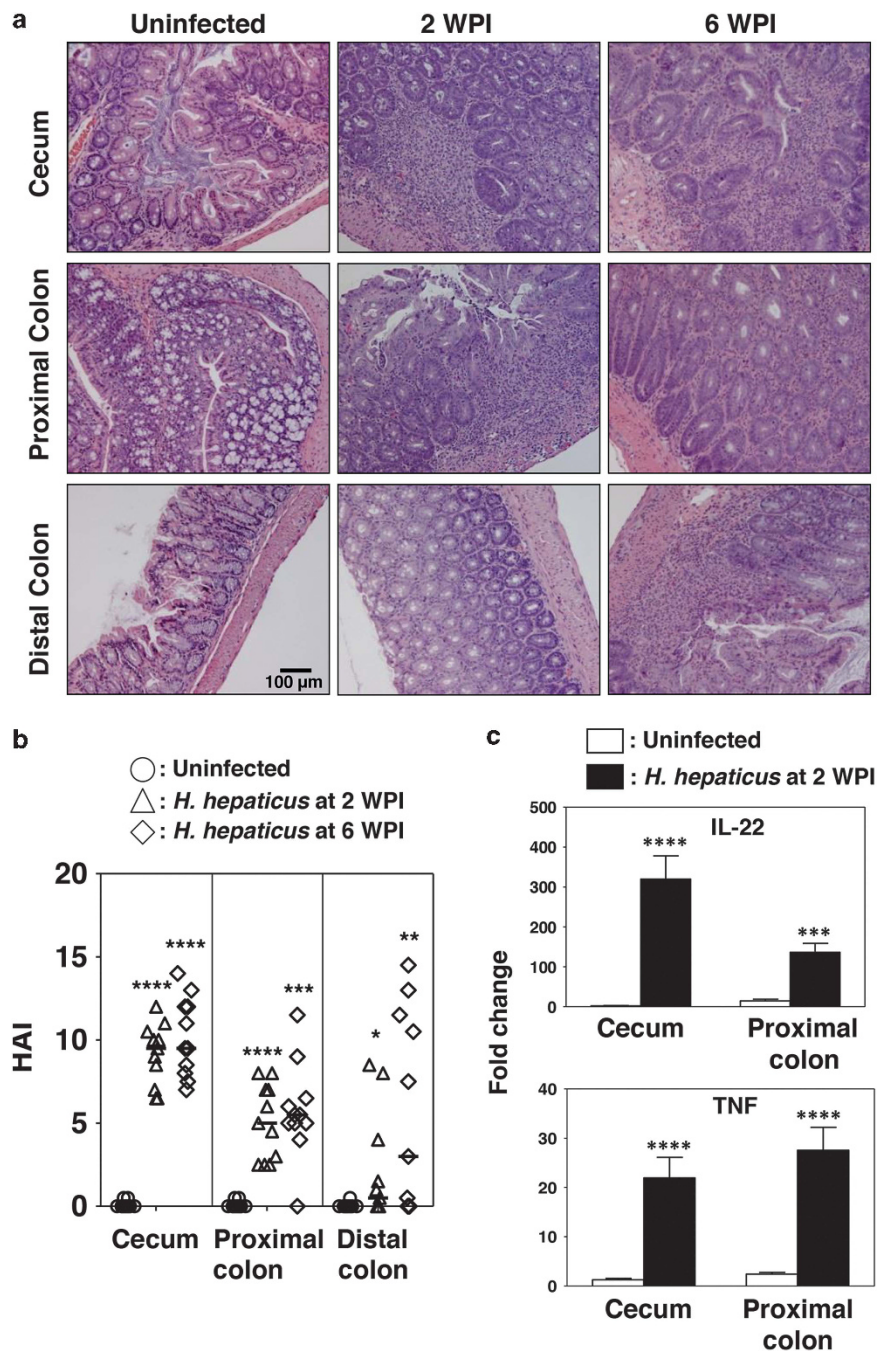 a
Uninfected 2 WPI 6 WPI
Cecum
Proximal Colon
Distal Colon
100 µm
b
○: Uninfected
△: H. hepaticus at 2 WPI
◇: H. hepaticus at 6 WPI
HAI
20
15
10
5
0
**** ****
**** ***
* **
Cecum Proximal colon Distal colon
c
: Uninfected
: H. hepaticus at 2 WPI
Fold change
IL-22
500
400
300
200
100
0
**** ***
Cecum Proximal colon
TNF
40
30
20
10
0
**** ****
Cecum Proximal colon